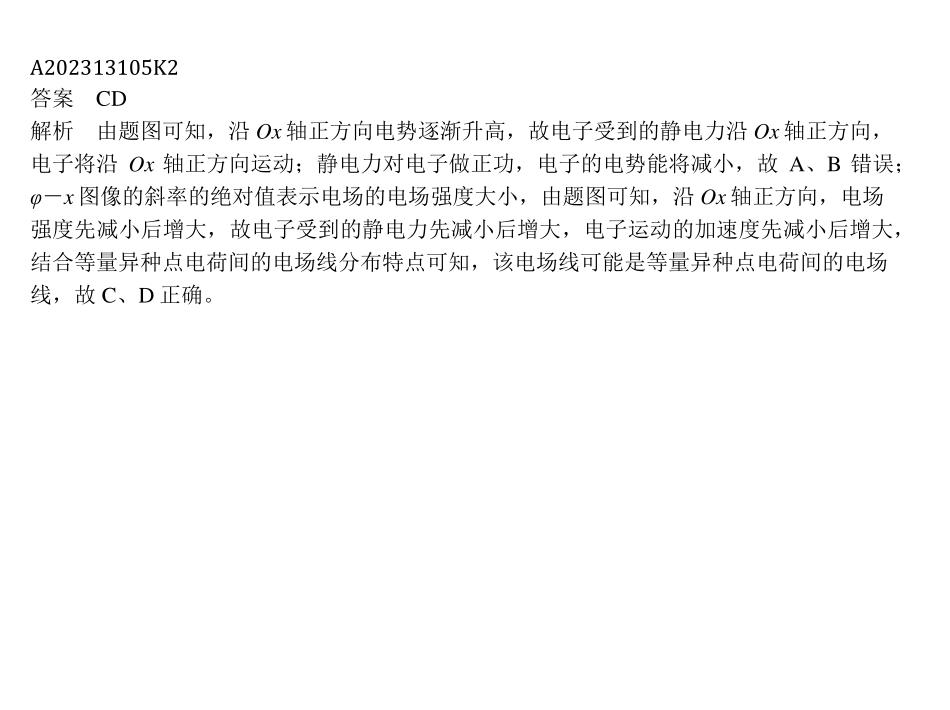 A202313105K2
答案 CD
解析 由题图可知，沿 Ox 轴正方向电势逐渐升高，故电子受到的静电力沿 Ox 轴正方向，
电子将沿 Ox 轴正方向运动；静电力对电子做正功，电子的电势能将减小，故 A、B 错误；
φ－x 图像的斜率的绝对值表示电场的电场强度大小，由题图可知，沿 Ox 轴正方向，电场
强度先减小后增大，故电子受到的静电力先减小后增大，电子运动的加速度先减小后增大，
结合等量异种点电荷间的电场线分布特点可知，该电场线可能是等量异种点电荷间的电场
线，故 C、D 正确。